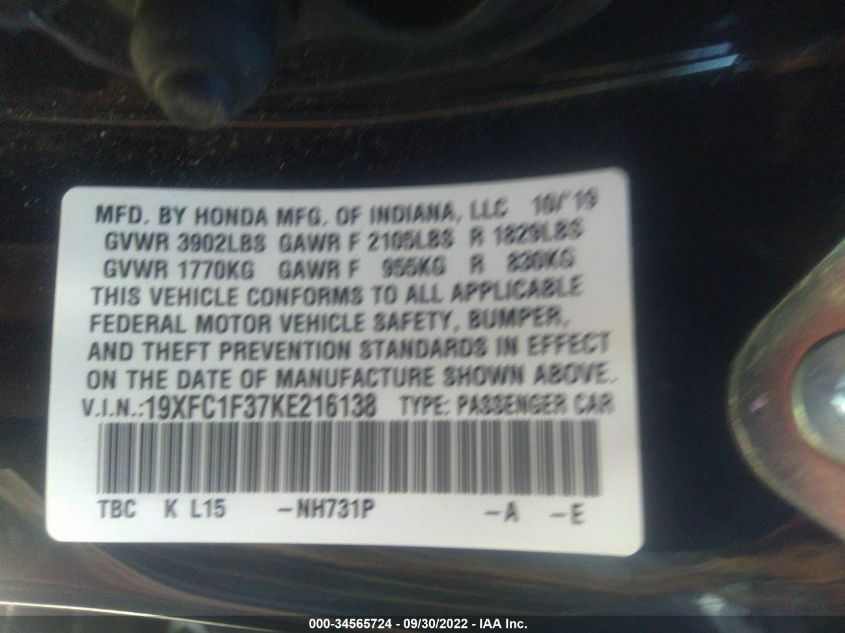 MFD. BY HONDA MFG. OF INDIANA, LLC 10/'19
GVWR 3902LBS GAWR F 2105LBS R 1829LBS
GVWR 1770KG GAWR F 955KG R 830KG
THIS VEHICLE CONFORMS TO ALL APPLICABLE
FEDERAL MOTOR VEHICLE SAFETY, BUMPER,
AND THEFT PREVENTION STANDARDS IN EFFECT
ON THE DATE OF MANUFACTURE SHOWN ABOVE.
V.I.N.:19XFC1F37KE216138 TYPE: PASSENGER CAR
TBC K L15 -NH731P -A -E
000-34565724 - 09/30/2022 - IAA Inc.